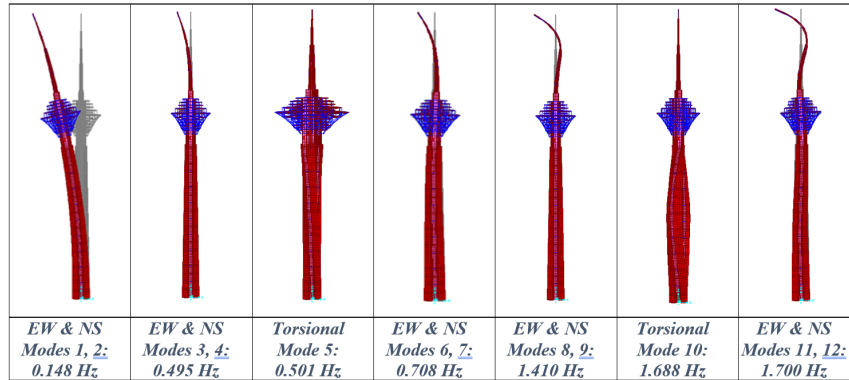 EW & NS
Modes 1, 2:
0.148 Hz
EW & NS
Modes 3, 4:
0.495 Hz
Torsional
Mode 5:
0.501 Hz
EW & NS
Modes 6, 7:
0.708 Hz
EW & NS
Modes 8, 9:
1.410 Hz
Torsional
Mode 10:
1.688 Hz
EW & NS
Modes 11, 12:
1.700 Hz